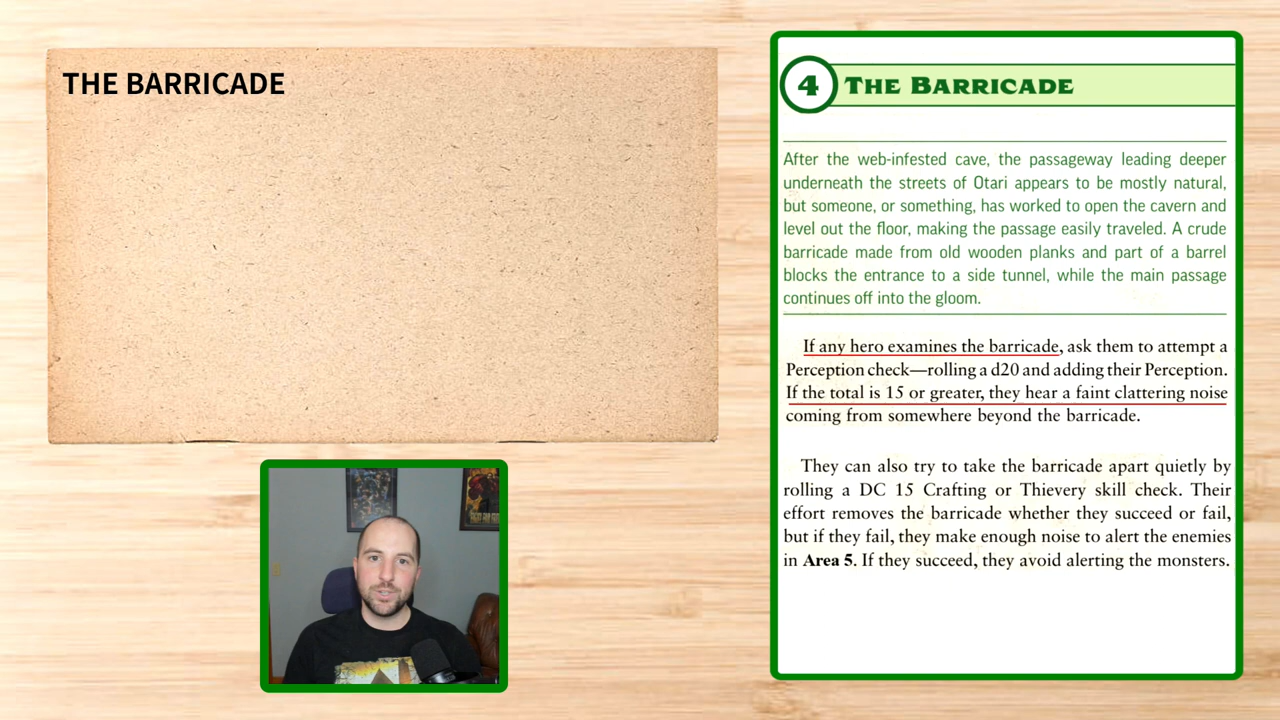 THE BARRICADE
4 THE BARRICADE
After the web-infested cave, the passageway leading deeper
underneath the streets of Otari appears to be mostly natural,
but someone, or something, has worked to open the cavern and
level out the floor, making the passage easily traveled. A crude
barricade made from old wooden planks and part of a barrel
blocks the entrance to a side tunnel, while the main passage
continues off into the gloom.
If any hero examines the barricade, ask them to attempt a
Perception check—rolling a d20 and adding their Perception.
If the total is 15 or greater, they hear a faint clattering noise
coming from somewhere beyond the barricade.
They can also try to take the barricade apart quietly by
rolling a DC 15 Crafting or Thievery skill check. Their
effort removes the barricade whether they succeed or fail,
but if they fail, they make enough noise to alert the enemies
in Area 5. If they succeed, they avoid alerting the monsters.